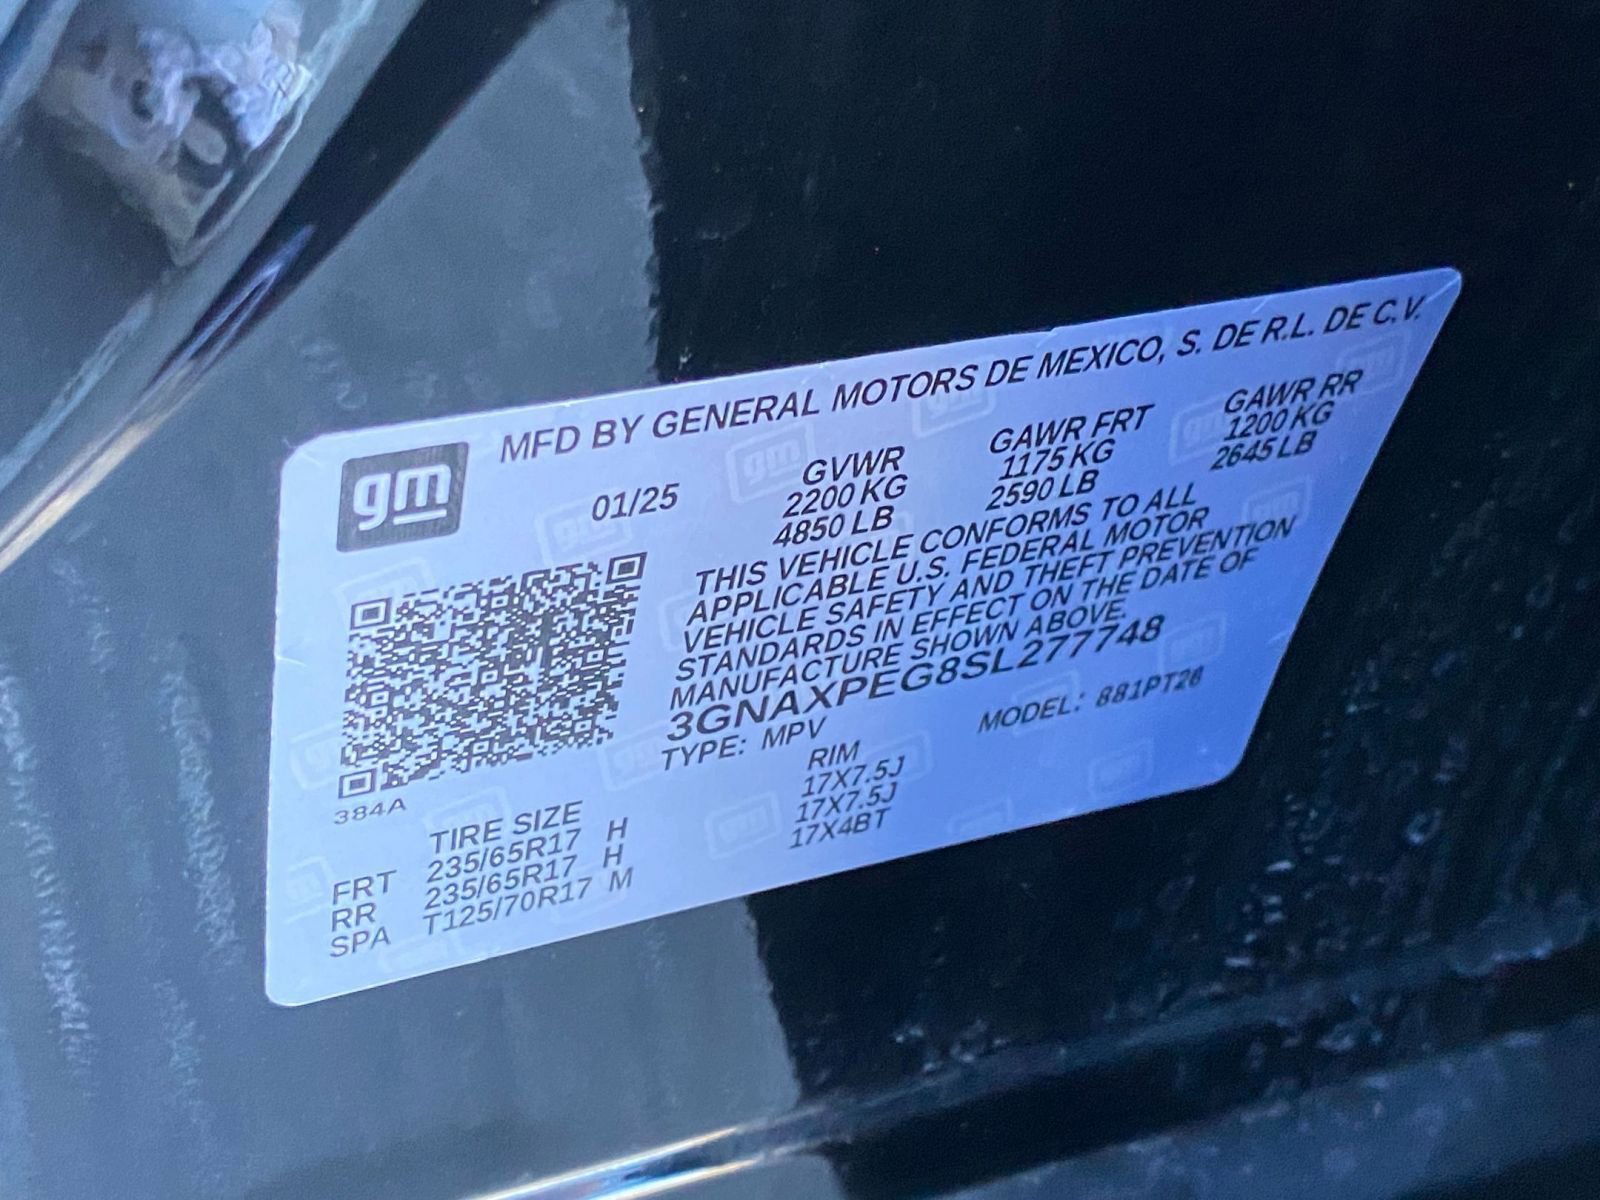 gm
MFD BY GENERAL MOTORS DE MEXICO, S. DE R.L. DE C.V.
01/25
GVWR
2200 KG
4850 LB
GAWR FRT
1175 KG
2590 LB
GAWR RR
1200 KG
2645 LB
THIS VEHICLE CONFORMS TO ALL
APPLICABLE U.S. FEDERAL MOTOR
VEHICLE SAFETY AND THEFT PREVENTION
STANDARDS IN EFFECT ON THE DATE OF
MANUFACTURE SHOWN ABOVE.
3GNAXPEG8SL277748
TYPE: MPV
MODEL: 881PT26
384A
TIRE SIZE
RIM
FRT 235/65R17 H 17X7.5J
RR 235/65R17 H 17X7.5J
SPA T125/70R17 M 17X4BT